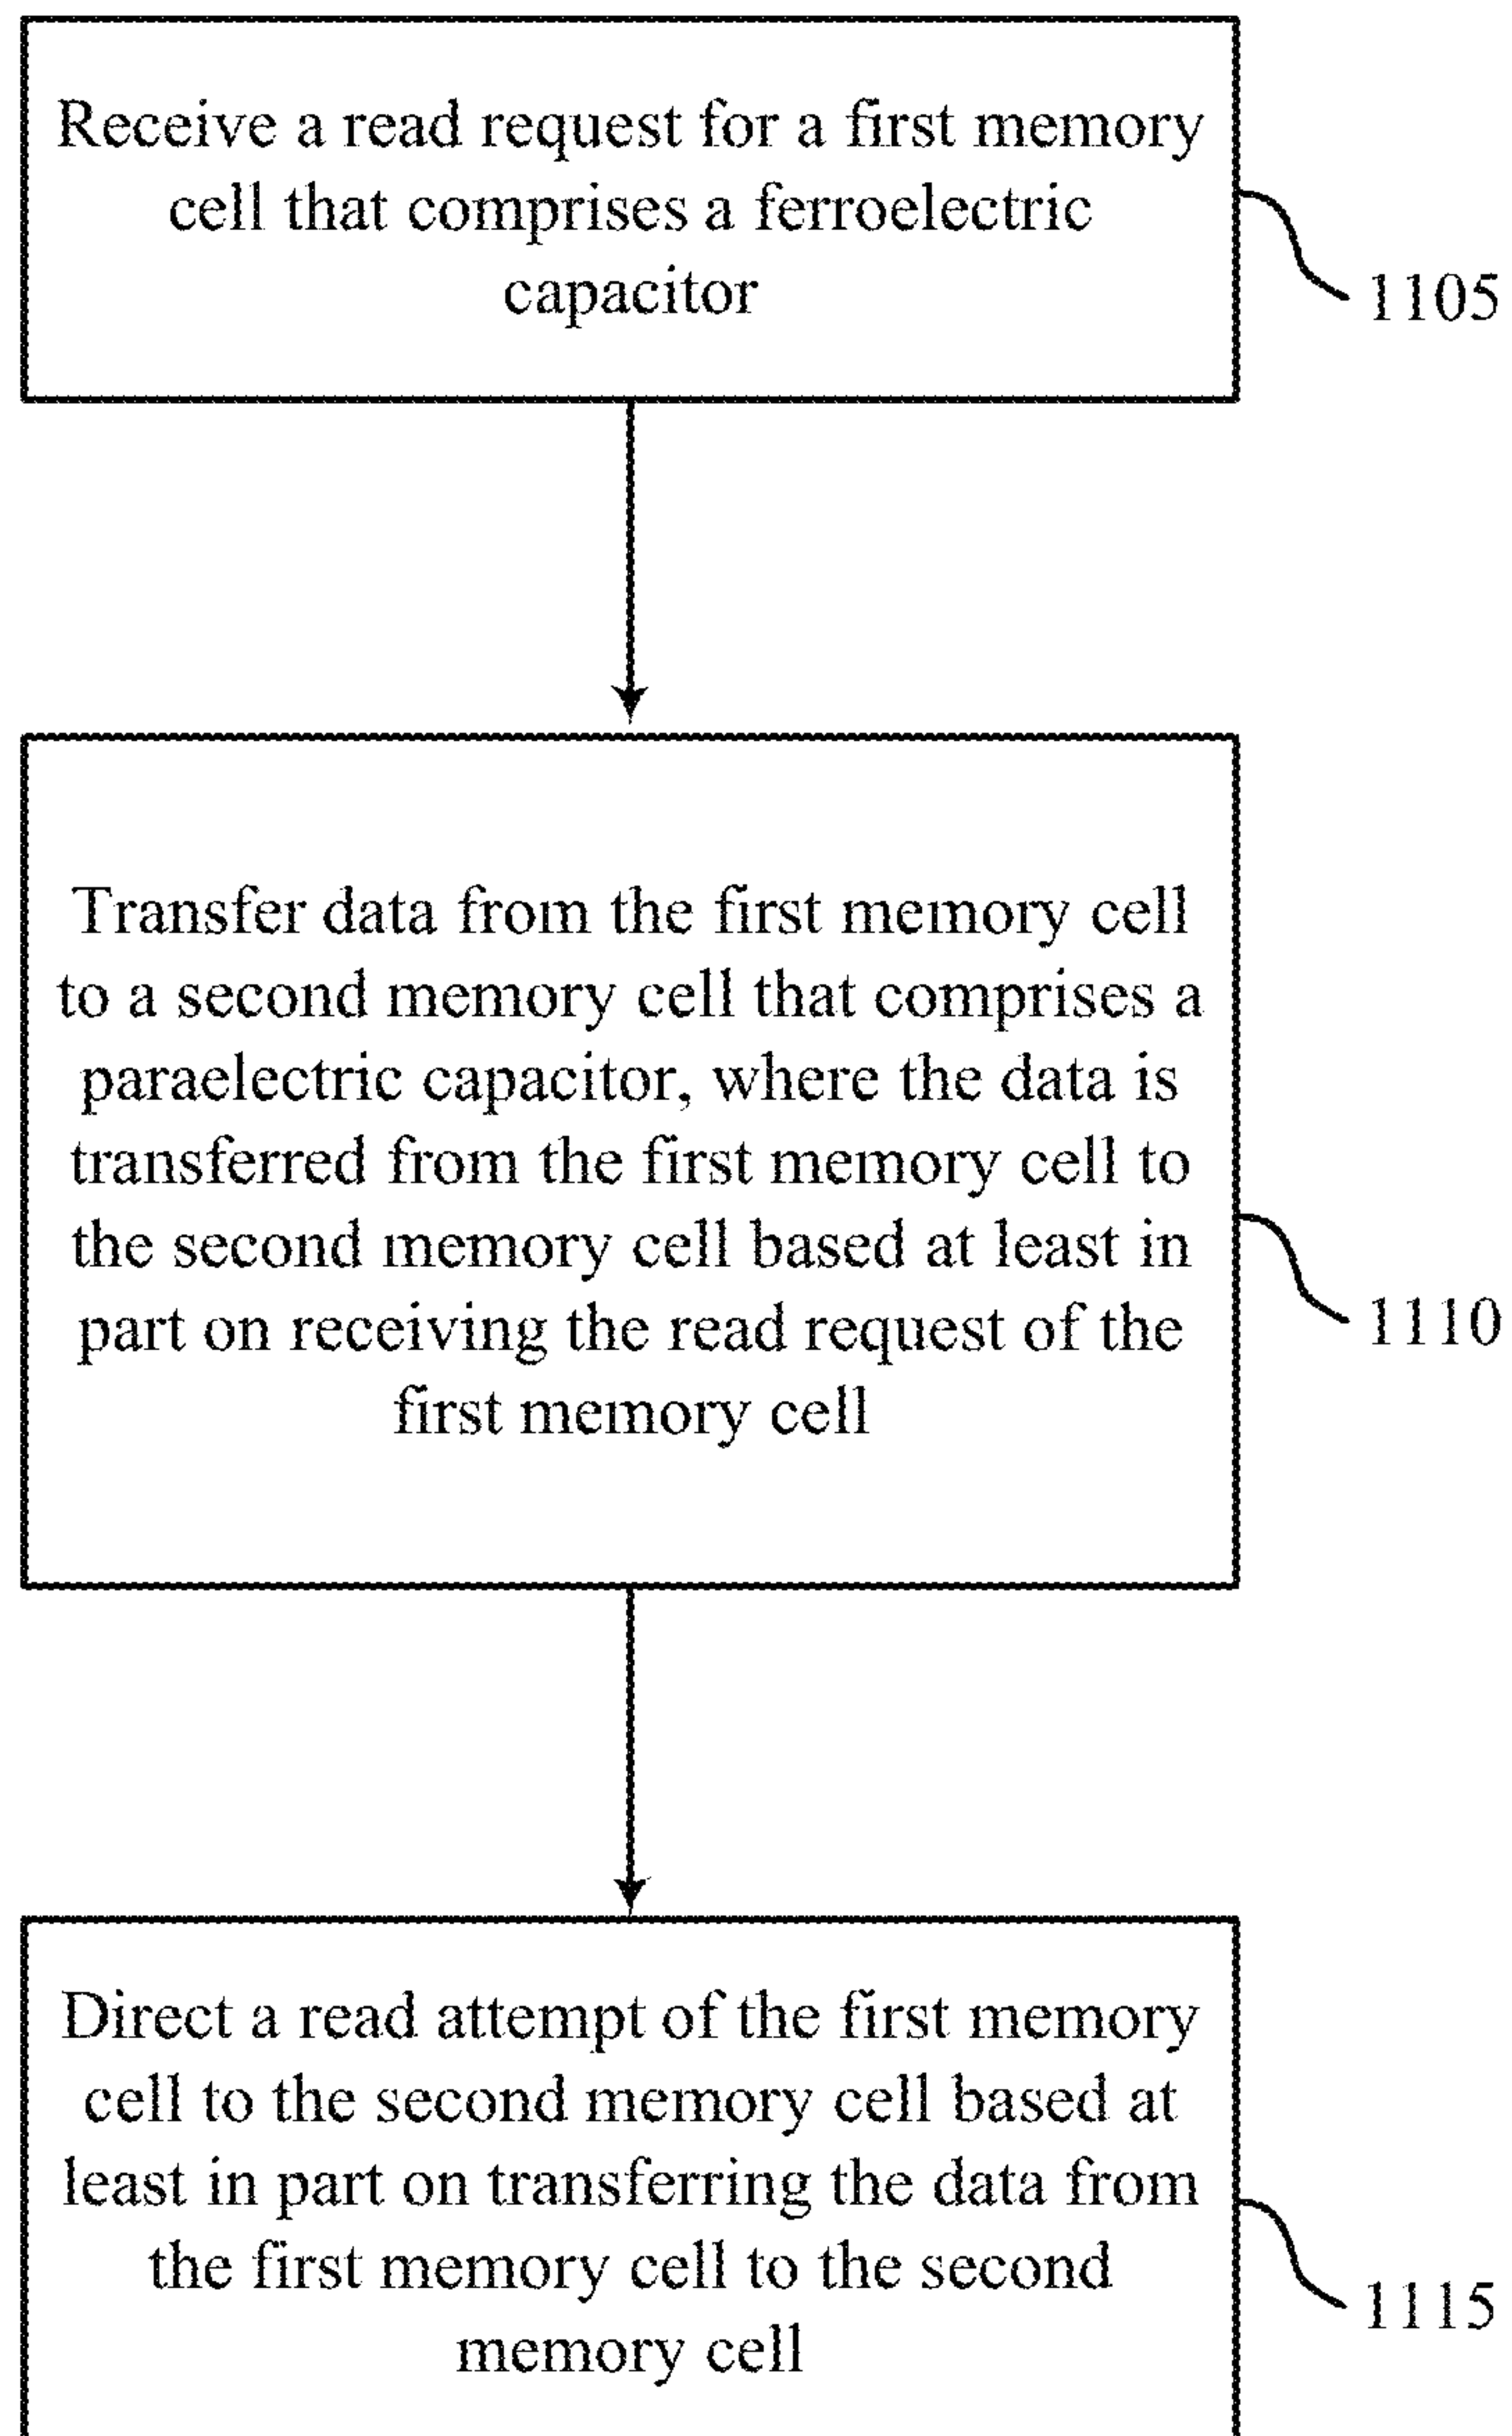 Receive a read request for a first memory
cell that comprises a ferroelectric
capacitor
1105
Transfer data from the first memory cell
to a second memory cell that comprises a
paraelectric capacitor, where the data is
transferred from the first memory cell to
the second memory cell based at least in
part on receiving the read request of the
first memory cell
1110
Direct a read attempt of the first memory
cell to the second memory cell based at
least in part on transferring the data from
the first memory cell to the second
memory cell
1115